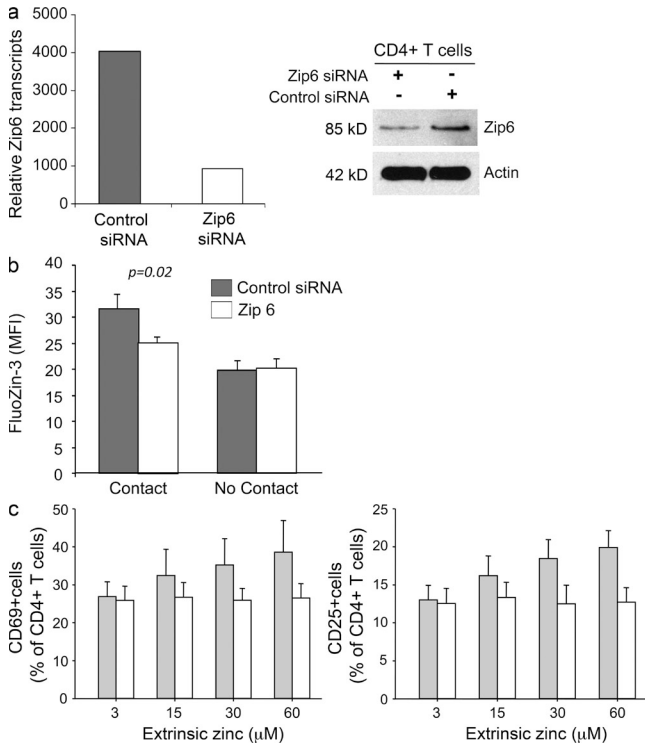 a
Relative Zip6 transcripts
5000
4000
3000
2000
1000
0
Control
siRNA
Zip6
siRNA
CD4+ T cells
Zip6 siRNA + -
Control siRNA - +
85 kD Zip6
42 kD Actin
b
FluoZin-3 (MFI)
40
35
30
25
20
15
10
5
0
p=0.02
Control siRNA
Zip 6
Contact No Contact
c
CD69+cells
(% of CD4+ T cells)
50
40
30
20
10
0
3 15 30 60
Extrinsic zinc (μM)
CD25+cells
(% of CD4+ T cells)
25
20
15
10
5
0
3 15 30 60
Extrinsic zinc (μM)